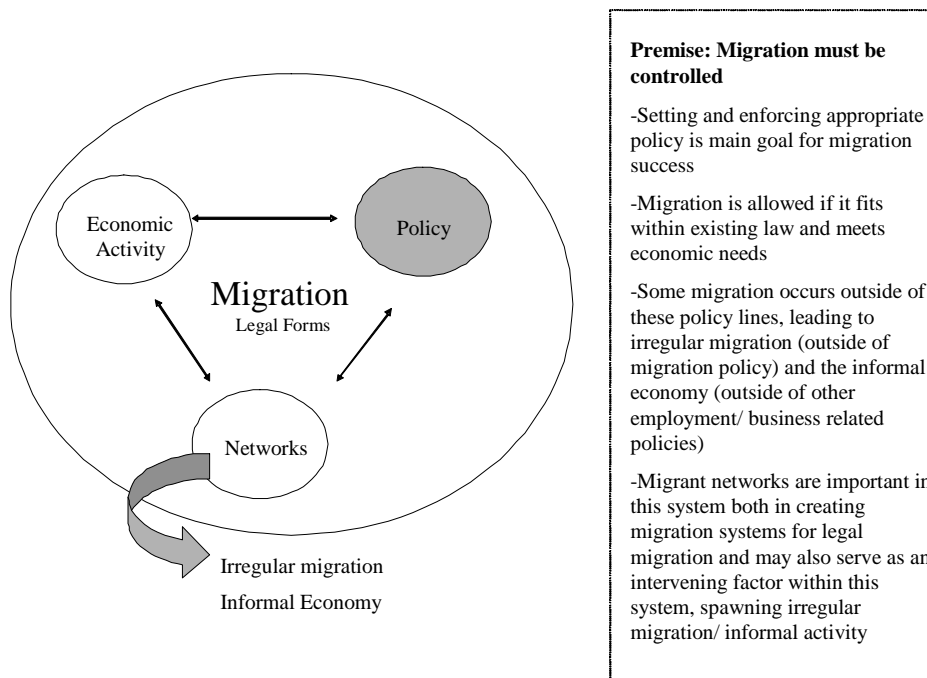 Economic
Activity
Policy
Migration
Legal Forms
Networks
Irregular migration
Informal Economy
Premise: Migration must be
controlled
-Setting and enforcing appropriate
policy is main goal for migration
success
-Migration is allowed if it fits
within existing law and meets
economic needs
-Some migration occurs outside of
these policy lines, leading to
irregular migration (outside of
migration policy) and the informal
economy (outside of other
employment/ business related
policies)
-Migrant networks are important in
this system both in creating
migration systems for legal
migration and may also serve as an
intervening factor within this
system, spawning irregular
migration/ informal activity